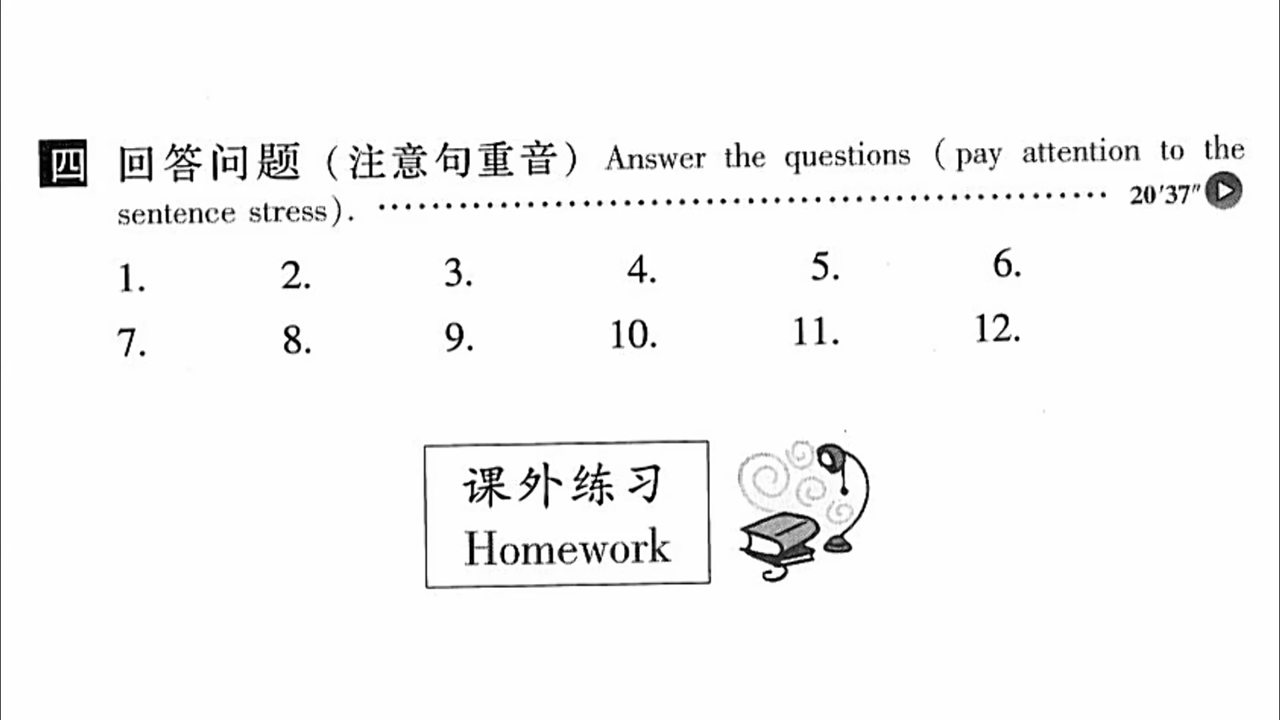 四 回答问题（注意句重音）Answer the questions (pay attention to the
sentence stress). ·························································· 20′37″
1. 2. 3. 4. 5. 6.
7. 8. 9. 10. 11. 12.
课外练习
Homework